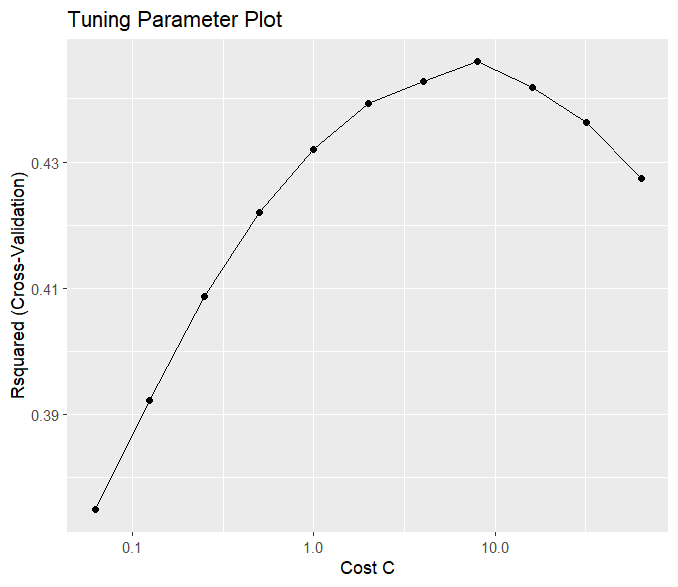 Tuning Parameter Plot
Rsquared (Cross-Validation)
0.43
0.41
0.39
0.1 1.0 10.0
Cost C